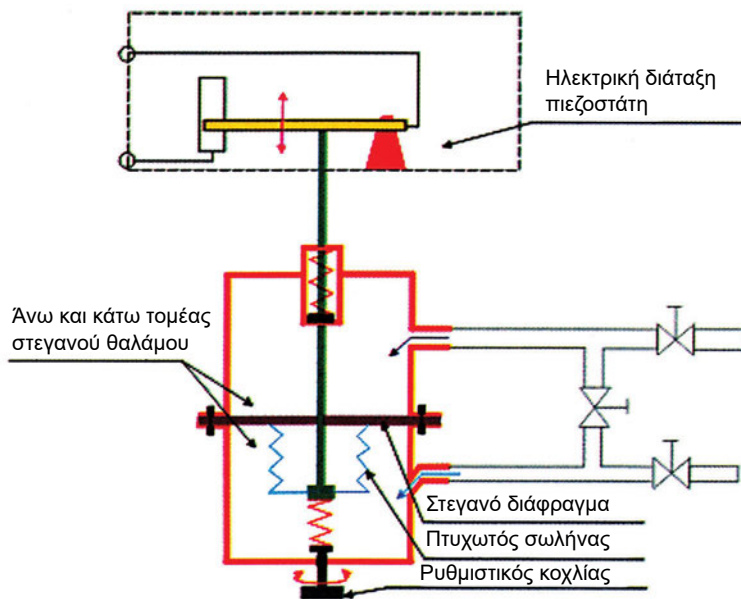 Ηλεκτρική διάταξη
πιεζοστάτη
Άνω και κάτω τομέας
στεγανού θαλάμου
Στεγανό διάφραγμα
Πτυχωτός σωλήνας
Ρυθμιστικός κοχλίας